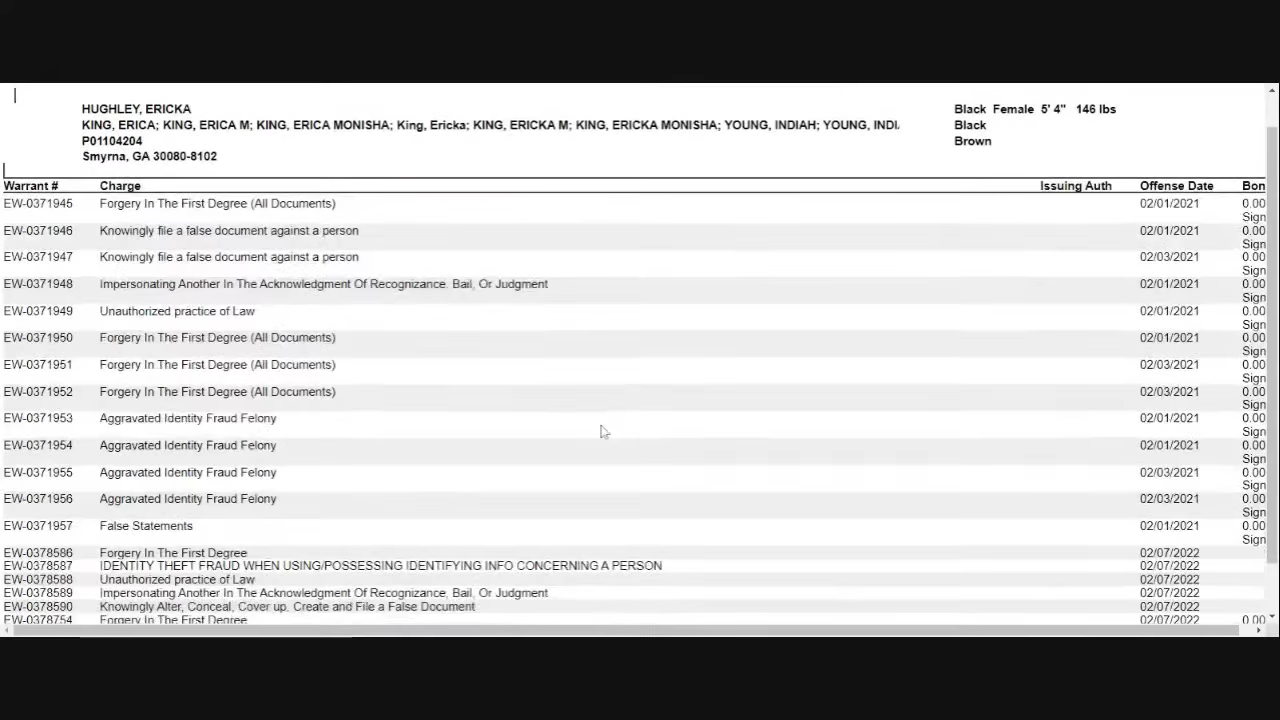 HUGHLEY, ERICKA Black Female 5' 4" 146 lbs
KING, ERICA; KING, ERICA M; KING, ERICA MONISHA; King, Ericka; KING, ERICKA M; KING, ERICKA MONISHA; YOUNG, INDIAH; YOUNG, INDI Black
P01104204 Brown
Smyrna, GA 30080-8102
Warrant # Charge Issuing Auth Offense Date Bon
EW-0371945 Forgery In The First Degree (All Documents) 02/01/2021 0.00
Sign
EW-0371946 Knowingly file a false document against a person 02/01/2021 0.00
Sign
EW-0371947 Knowingly file a false document against a person 02/03/2021 0.00
Sign
EW-0371948 Impersonating Another In The Acknowledgment Of Recognizance, Bail, Or Judgment 02/01/2021 0.00
Sign
EW-0371949 Unauthorized practice of Law 02/01/2021 0.00
Sign
EW-0371950 Forgery In The First Degree (All Documents) 02/01/2021 0.00
Sign
EW-0371951 Forgery In The First Degree (All Documents) 02/03/2021 0.00
Sign
EW-0371952 Forgery In The First Degree (All Documents) 02/03/2021 0.00
Sign
EW-0371953 Aggravated Identity Fraud Felony 02/01/2021 0.00
Sign
EW-0371954 Aggravated Identity Fraud Felony 02/01/2021 0.00
Sign
EW-0371955 Aggravated Identity Fraud Felony 02/03/2021 0.00
Sign
EW-0371956 Aggravated Identity Fraud Felony 02/03/2021 0.00
Sign
EW-0371957 False Statements 02/01/2021 0.00
Sign
EW-0378586 Forgery In The First Degree 02/07/2022
EW-0378587 IDENTITY THEFT FRAUD WHEN USING/POSSESSING IDENTIFYING INFO CONCERNING A PERSON 02/07/2022
EW-0378588 Unauthorized practice of Law 02/07/2022
EW-0378589 Impersonating Another In The Acknowledgment Of Recognizance, Bail, Or Judgment 02/07/2022
EW-0378590 Knowingly Alter, Conceal, Cover up, Create and File a False Document 02/07/2022
EW-0378754 Forgery In The First Degree 02/07/2022 0.00